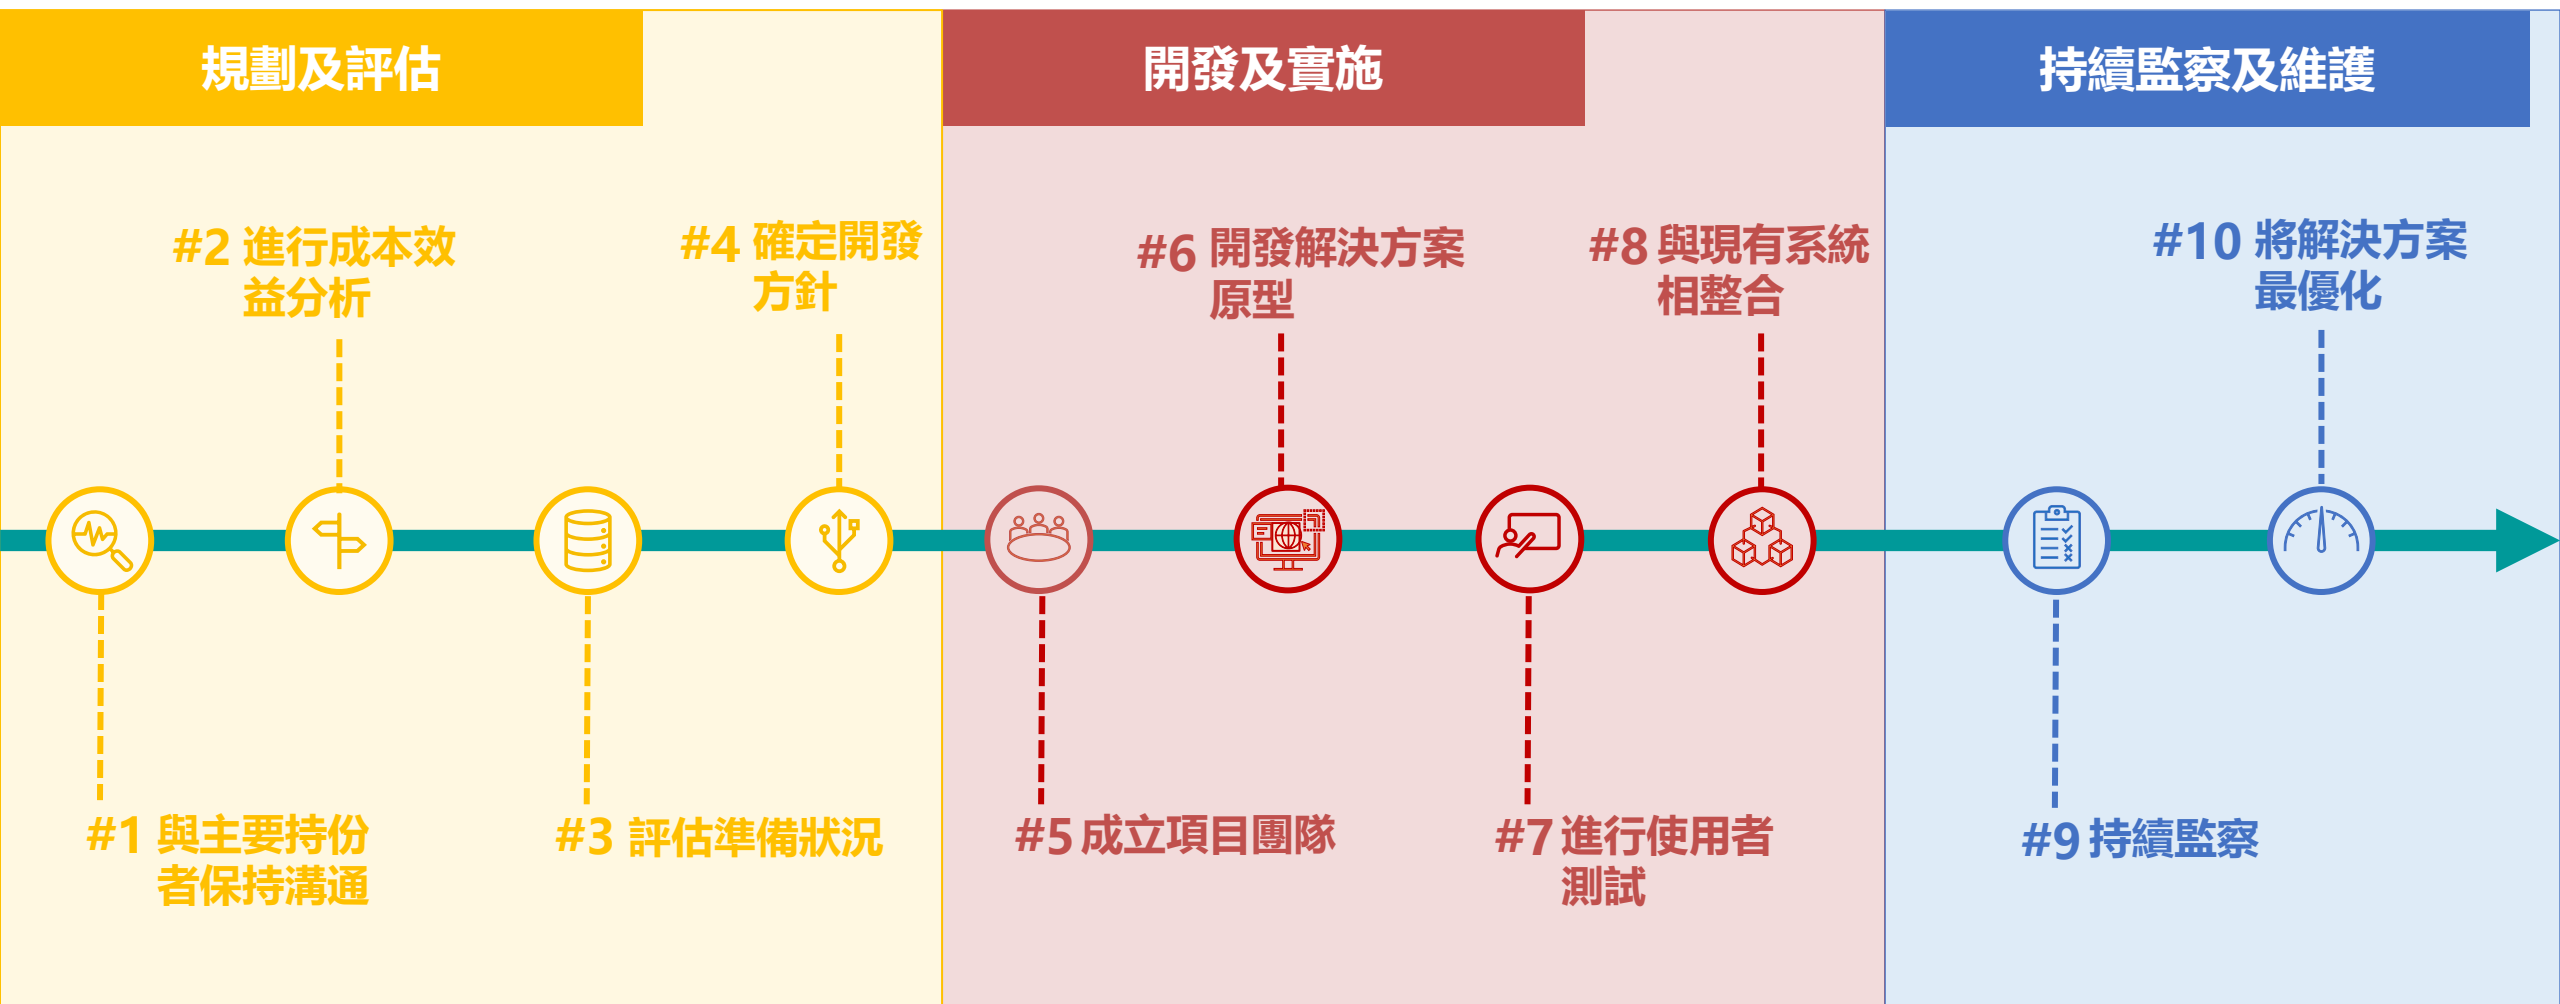 規劃及評估
開發及實施
持續監察及維護
#2 進行成本效
益分析
#4 確定開發
方針
#6 開發解決方案
原型
#8 與現有系統
相整合
#10 將解決方案
最優化
#1 與主要持份
者保持溝通
#3 評估準備狀況
#5 成立項目團隊
#7 進行使用者
測試
#9 持續監察